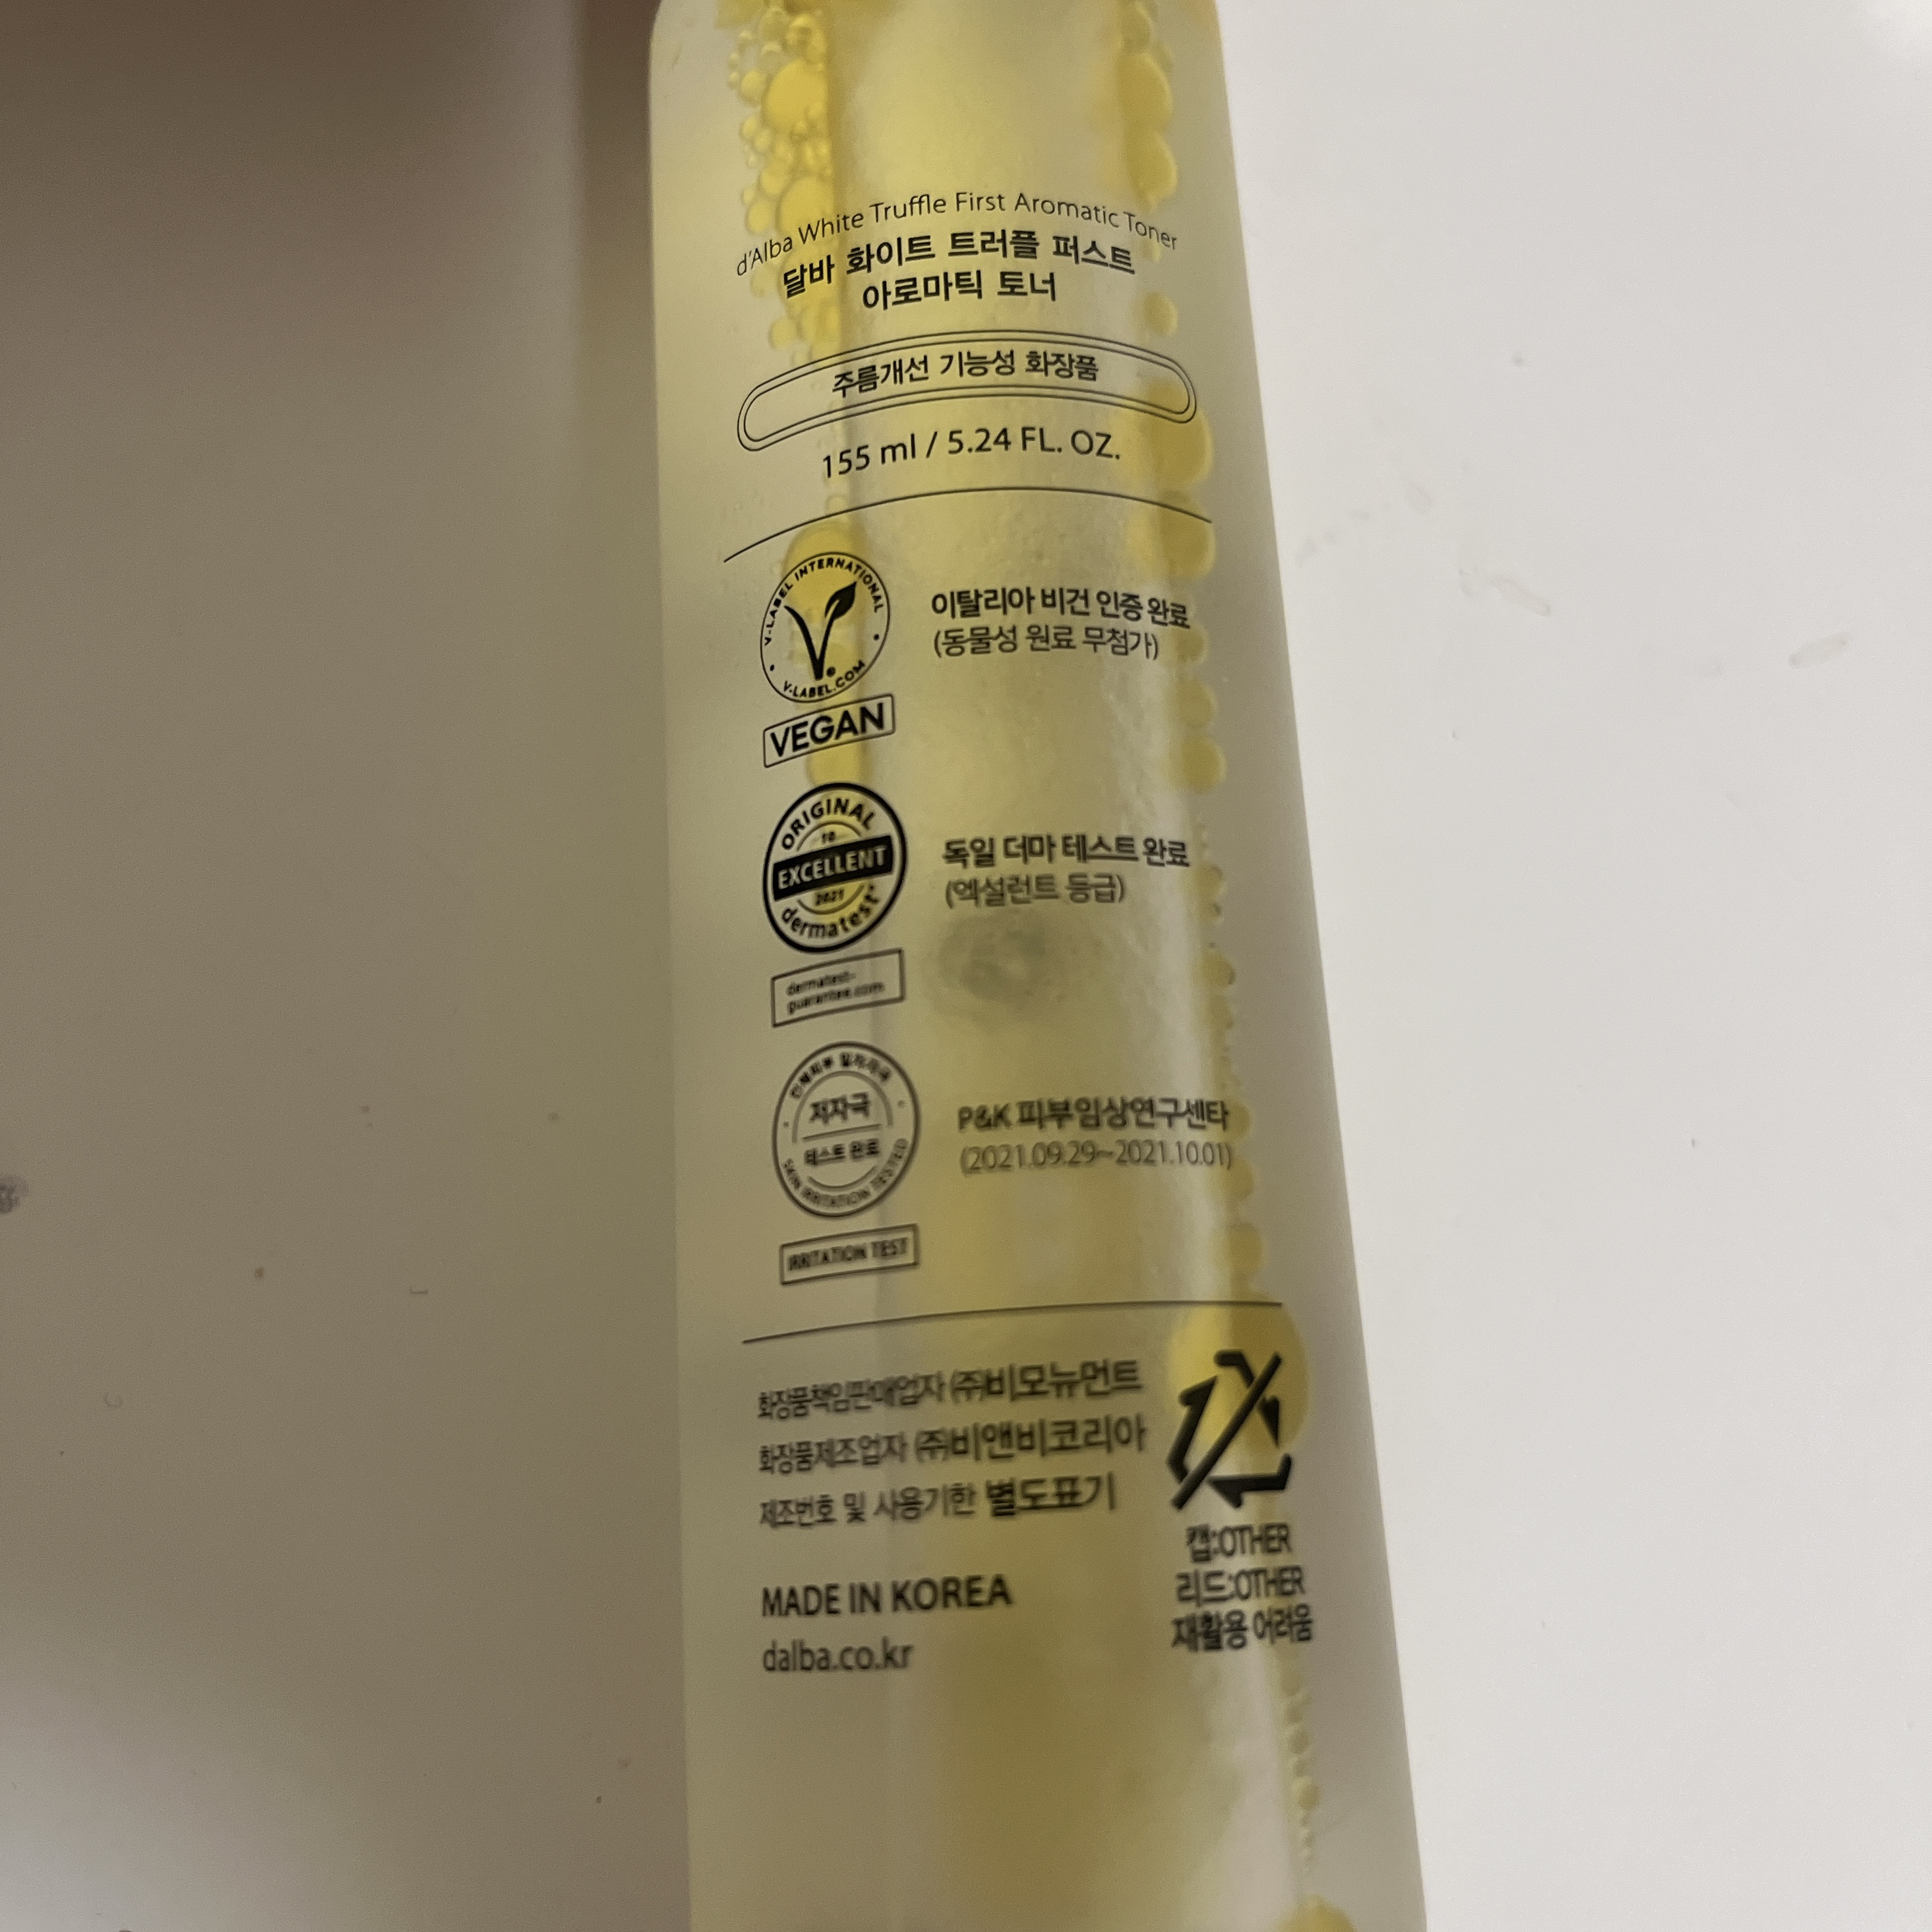 d'Alba White Truffle First Aromatic Toner
달바 화이트 트러플 퍼스트
아로마틱 토너
주름개선 기능성 화장품
155 ml / 5.24 FL. OZ.
V-LABEL INTERNATIONAL
V-LABEL.COM
VEGAN
이탈리아 비건 인증 완료
(동물성 원료 무첨가)
ORIGINAL
EXCELLENT
2021
dermatest
dermatest-
guarantee.com
독일 더마 테스트 완료
(엑설런트 등급)
저자극
테스트 완료
SKIN IRRITATION TESTED
IRRITATION TEST
P&K 피부임상연구센타
(2021.09.29~2021.10.01)
화장품책임판매업자 (주)비모뉴먼트
화장품제조업자 (주)비앤비코리아
제조번호 및 사용기한 별도표기
MADE IN KOREA
dalba.co.kr
캡:OTHER
리드:OTHER
재활용 어려움